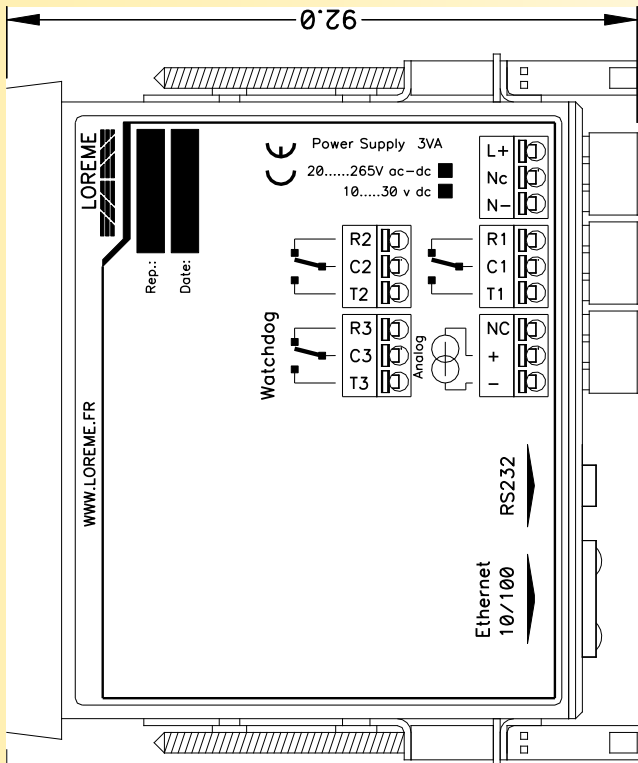 92.0
LOREME
Rep.:
Date:
CE
Power Supply 3VA
20......265V ac-dc
10.....30 v dc
L+
Nc
N-
R2
C2
T2
R1
C1
T1
Watchdog
R3
C3
T3
Analog
NC
+
-
WWW.LOREME.FR
RS232
Ethernet
10/100